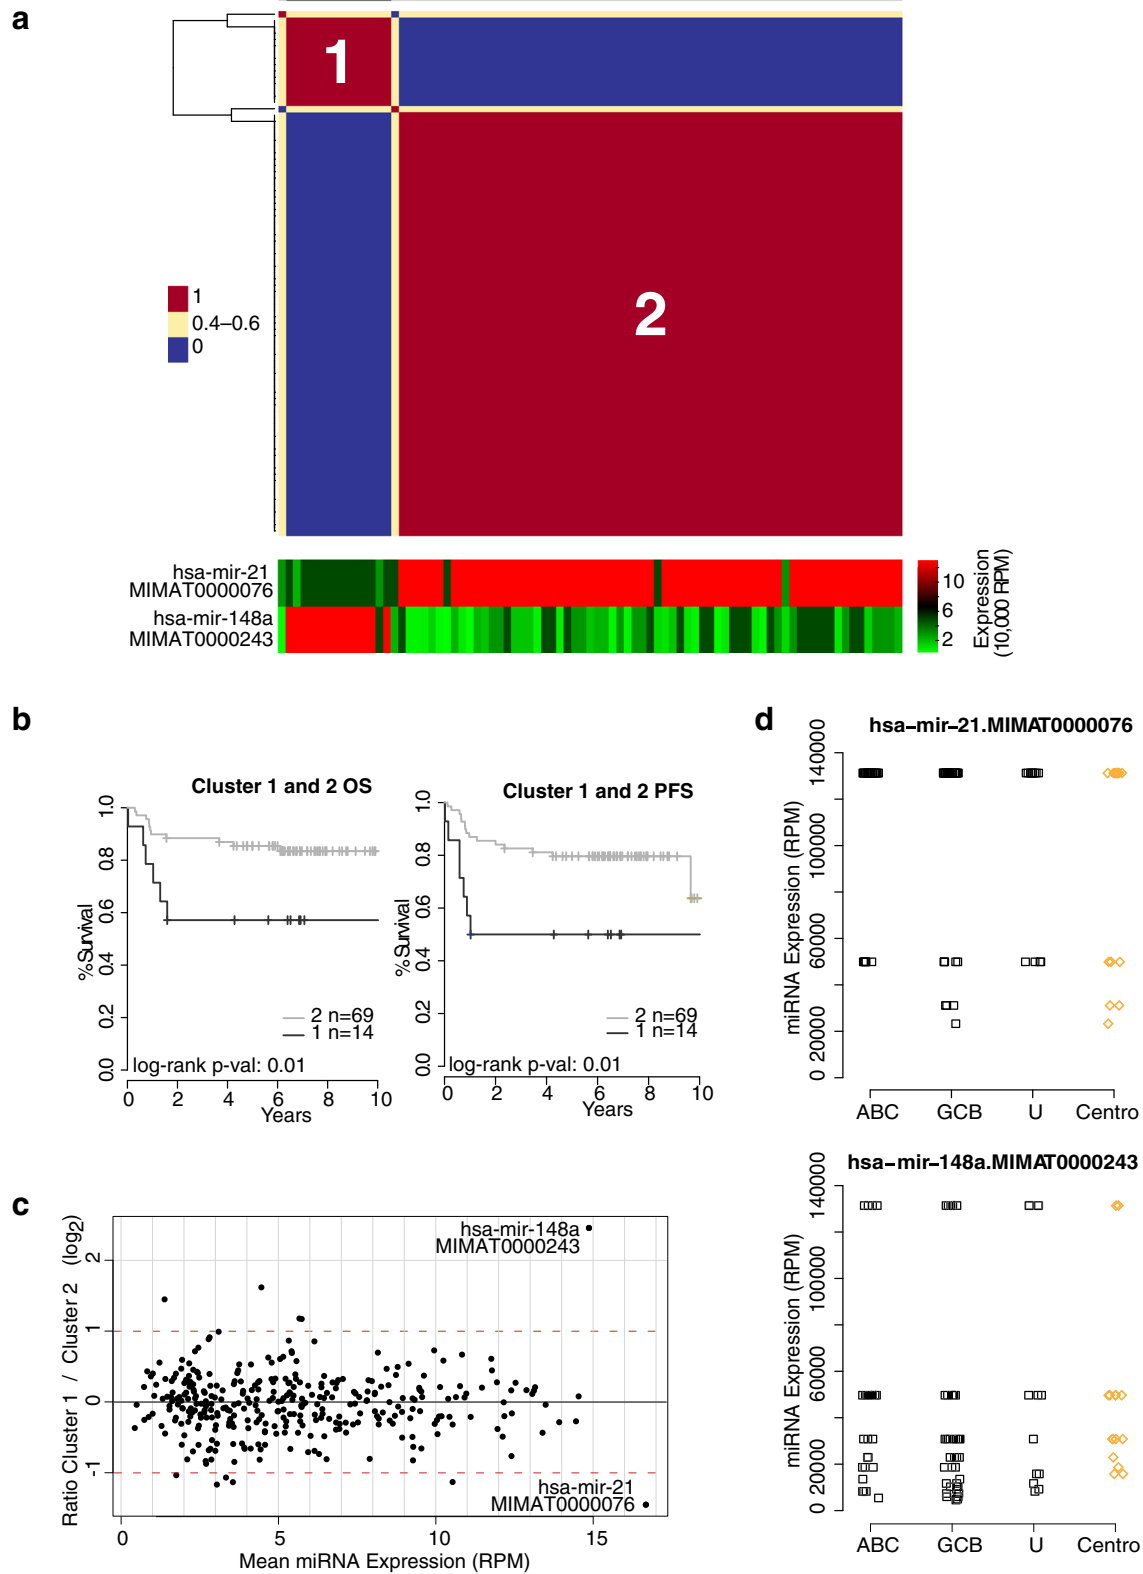 a
1
2
1
0.4–0.6
0
hsa-mir-21
MIMAT0000076
hsa-mir-148a
MIMAT0000243
10
6
2
Expression
(10,000 RPM)
b
Cluster 1 and 2 OS
%Survival
1.0
0.8
0.6
0.4
0.2
0.0
2 n=69
1 n=14
log-rank p-val: 0.01
0 2 4 6 8 10
Years
Cluster 1 and 2 PFS
%Survival
1.0
0.8
0.6
0.4
0.2
0.0
2 n=69
1 n=14
log-rank p-val: 0.01
0 2 4 6 8 10
Years
c
Ratio Cluster 1 / Cluster 2 (log2)
2
1
0
-1
hsa-mir-148a
MIMAT0000243
hsa-mir-21
MIMAT0000076
0 5 10 15
Mean miRNA Expression (RPM)
d
hsa–mir–21.MIMAT0000076
miRNA Expression (RPM)
0 20000 60000 100000 140000
ABC GCB U Centro
hsa–mir–148a.MIMAT0000243
miRNA Expression (RPM)
0 20000 60000 100000 140000
ABC GCB U Centro